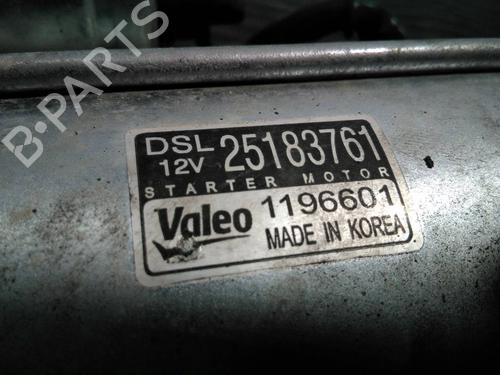 B-PARTS
DSL 25183761
12V
STARTER MOTOR
Valeo 1196601
MADE IN KOREA